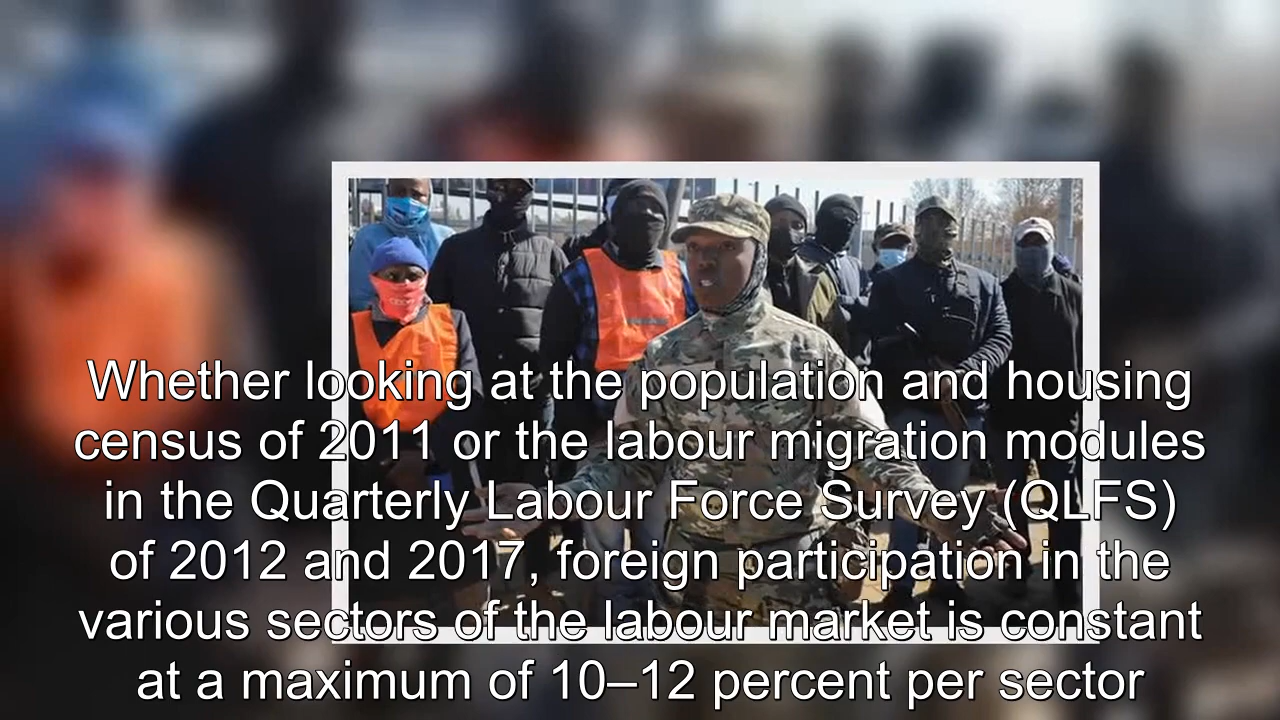 Whether looking at the population and housing
census of 2011 or the labour migration modules
in the Quarterly Labour Force Survey (QLFS)
of 2012 and 2017, foreign participation in the
various sectors of the labour market is constant
at a maximum of 10–12 percent per sector